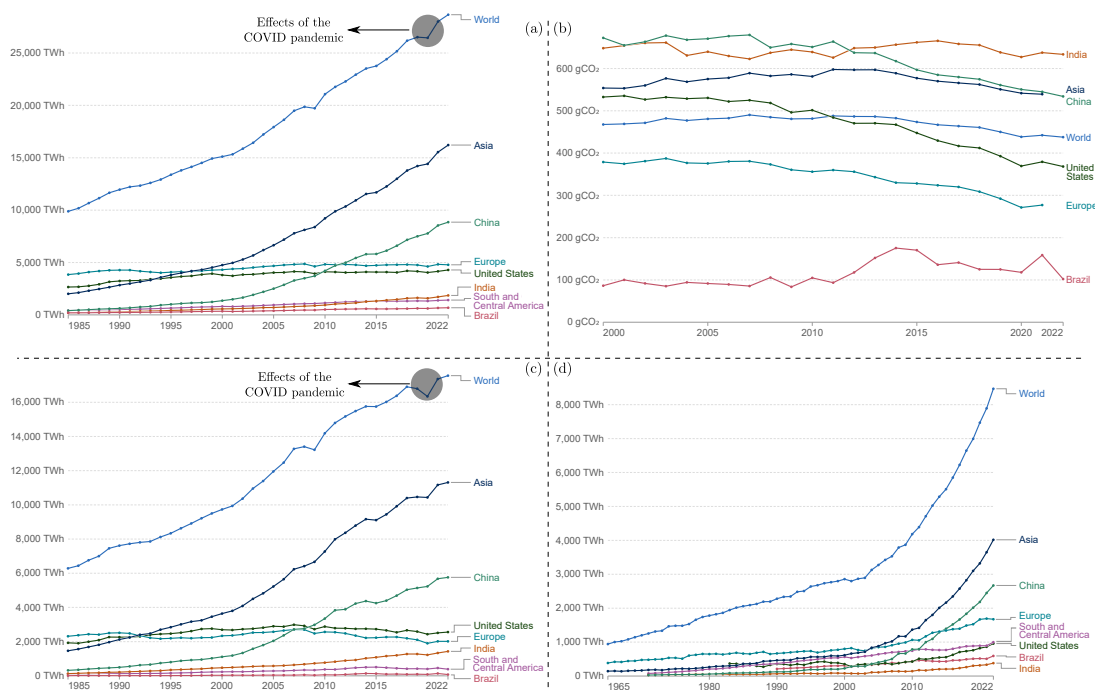 Effects of the
COVID pandemic
World
25,000 TWh
20,000 TWh
15,000 TWh
10,000 TWh
5,000 TWh
0 TWh
Asia
China
Europe
United States
India
South and
Central America
Brazil
1985
1990
1995
2000
2005
2010
2015
2022
(a)
(b)
600 gCO₂
500 gCO₂
400 gCO₂
300 gCO₂
200 gCO₂
100 gCO₂
0 gCO₂
India
Asia
China
World
United
States
Europe
Brazil
2000
2005
2010
2015
2020
2022
(c)
Effects of the
COVID pandemic
World
16,000 TWh
14,000 TWh
12,000 TWh
10,000 TWh
8,000 TWh
6,000 TWh
4,000 TWh
2,000 TWh
0 TWh
Asia
China
United States
Europe
India
South and
Central America
Brazil
1985
1990
1995
2000
2005
2010
2015
2022
(d)
8,000 TWh
7,000 TWh
6,000 TWh
5,000 TWh
4,000 TWh
3,000 TWh
2,000 TWh
1,000 TWh
0 TWh
World
Asia
China
Europe
South and
Central America
United States
Brazil
India
1965
1980
1990
2000
2010
2022